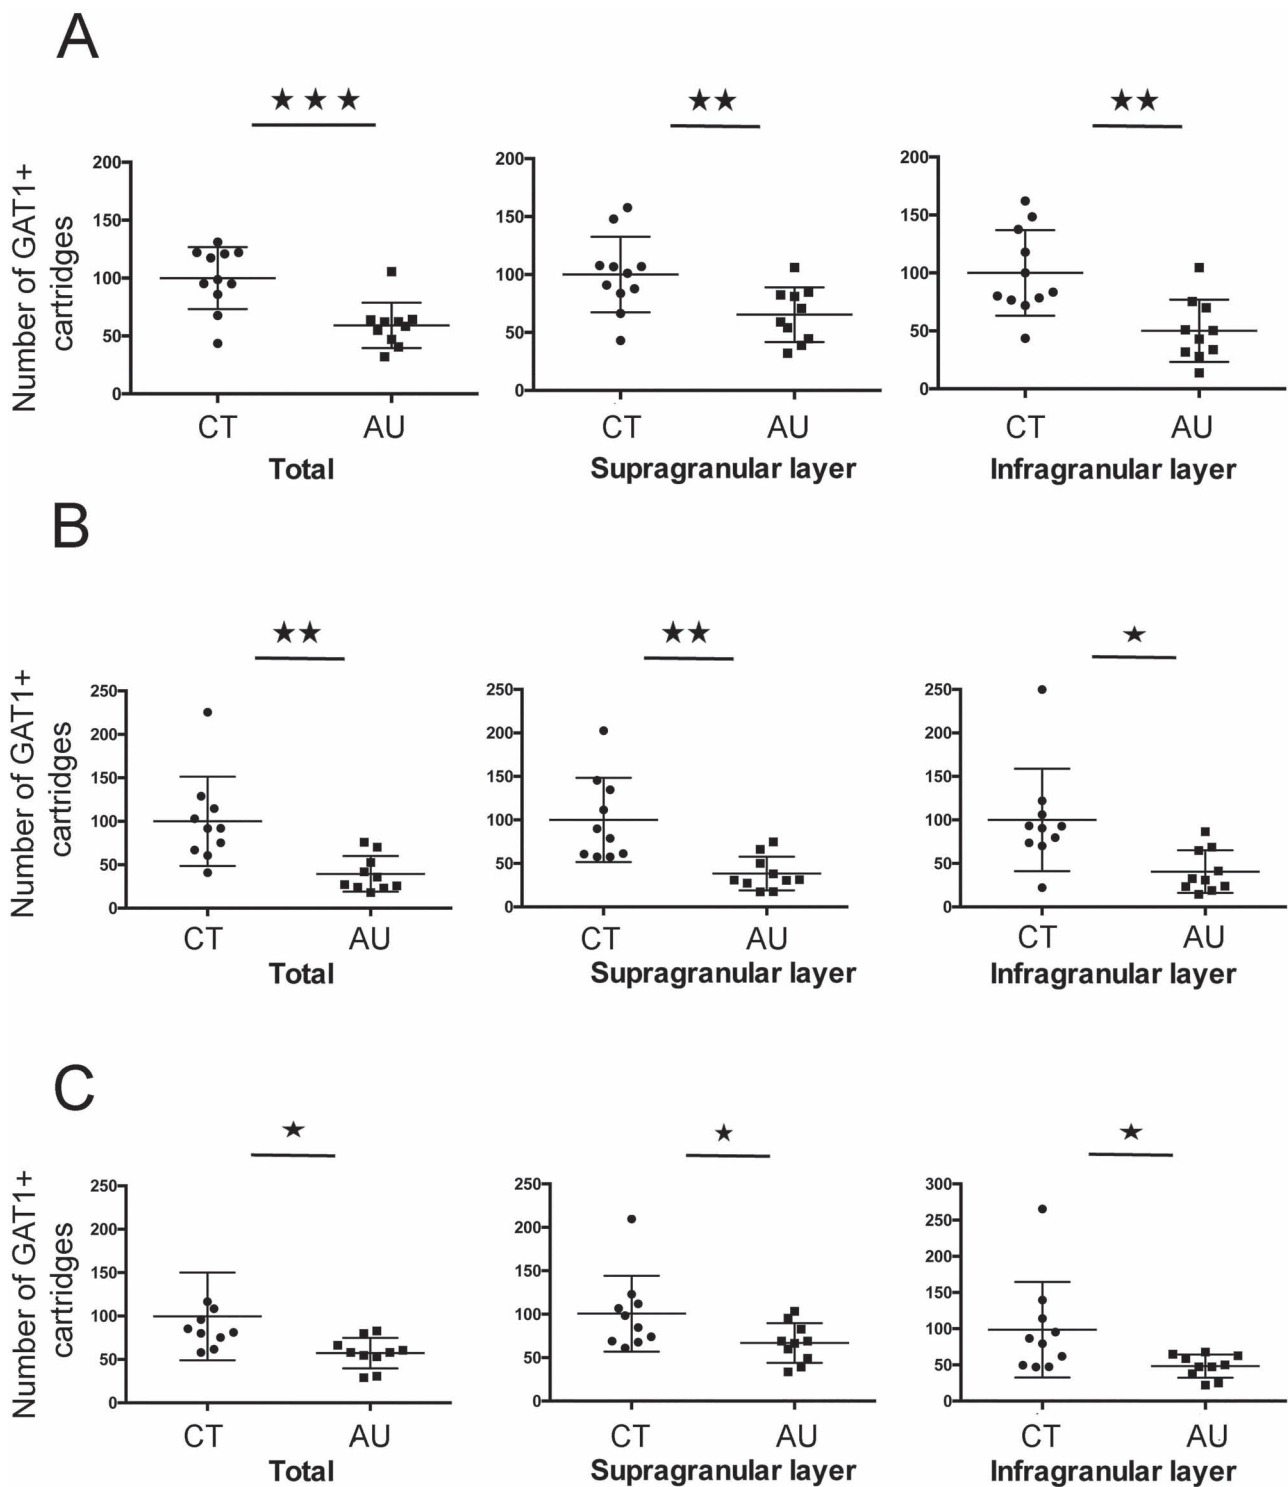 A
★ ★ ★
★★
★★
Number of GAT1+
cartridges
200
150
100
50
0
CT
AU
Total
200
150
100
50
0
CT
AU
Supragranular layer
200
150
100
50
0
CT
AU
Infragranular layer
B
★★
★★
★
Number of GAT1+
cartridges
250
200
150
100
50
0
CT
AU
Total
250
200
150
100
50
0
CT
AU
Supragranular layer
250
200
150
100
50
0
CT
AU
Infragranular layer
C
★
★
★
Number of GAT1+
cartridges
250
200
150
100
50
0
CT
AU
Total
250
200
150
100
50
0
CT
AU
Supragranular layer
300
250
200
150
100
50
0
CT
AU
Infragranular layer